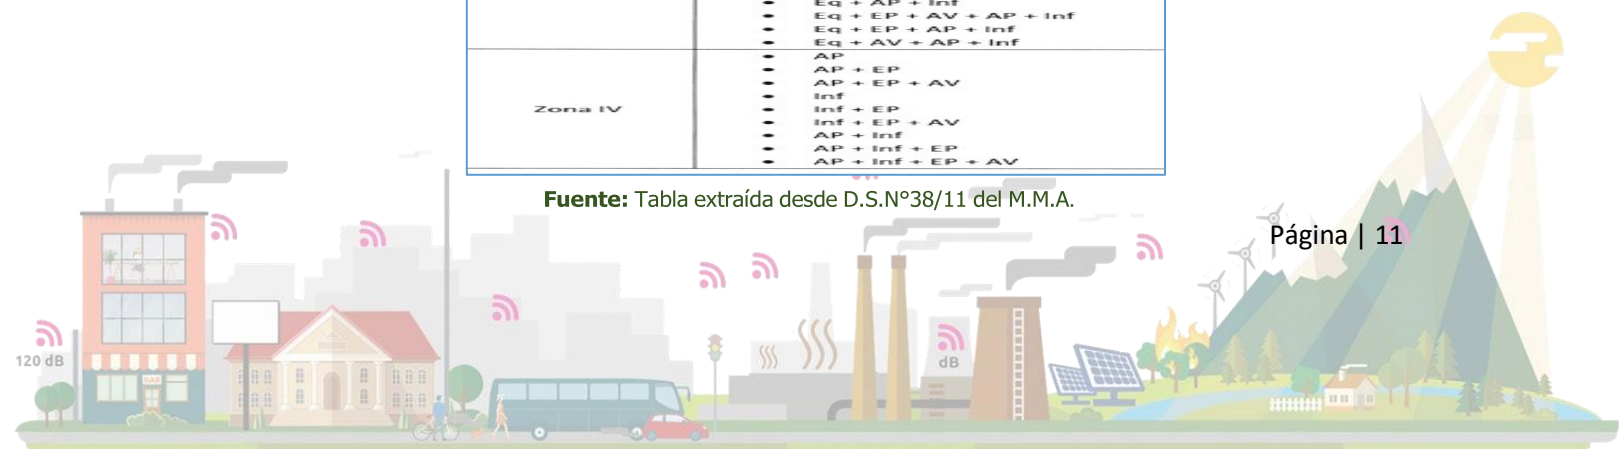 • Eq + AP + Inf
• Eq + EP + AV + AP + Inf
• Eq + EP + AP + Inf
• Eq + AV + AP + Inf
Zona IV
• AP
• AP + EP
• AP + EP + AV
• Inf
• Inf + EP
• Inf + EP + AV
• AP + Inf
• AP + Inf + EP
• AP + Inf + EP + AV
Fuente: Tabla extraída desde D.S.N°38/11 del M.M.A.
Página | 11
120 dB
BAR
dB